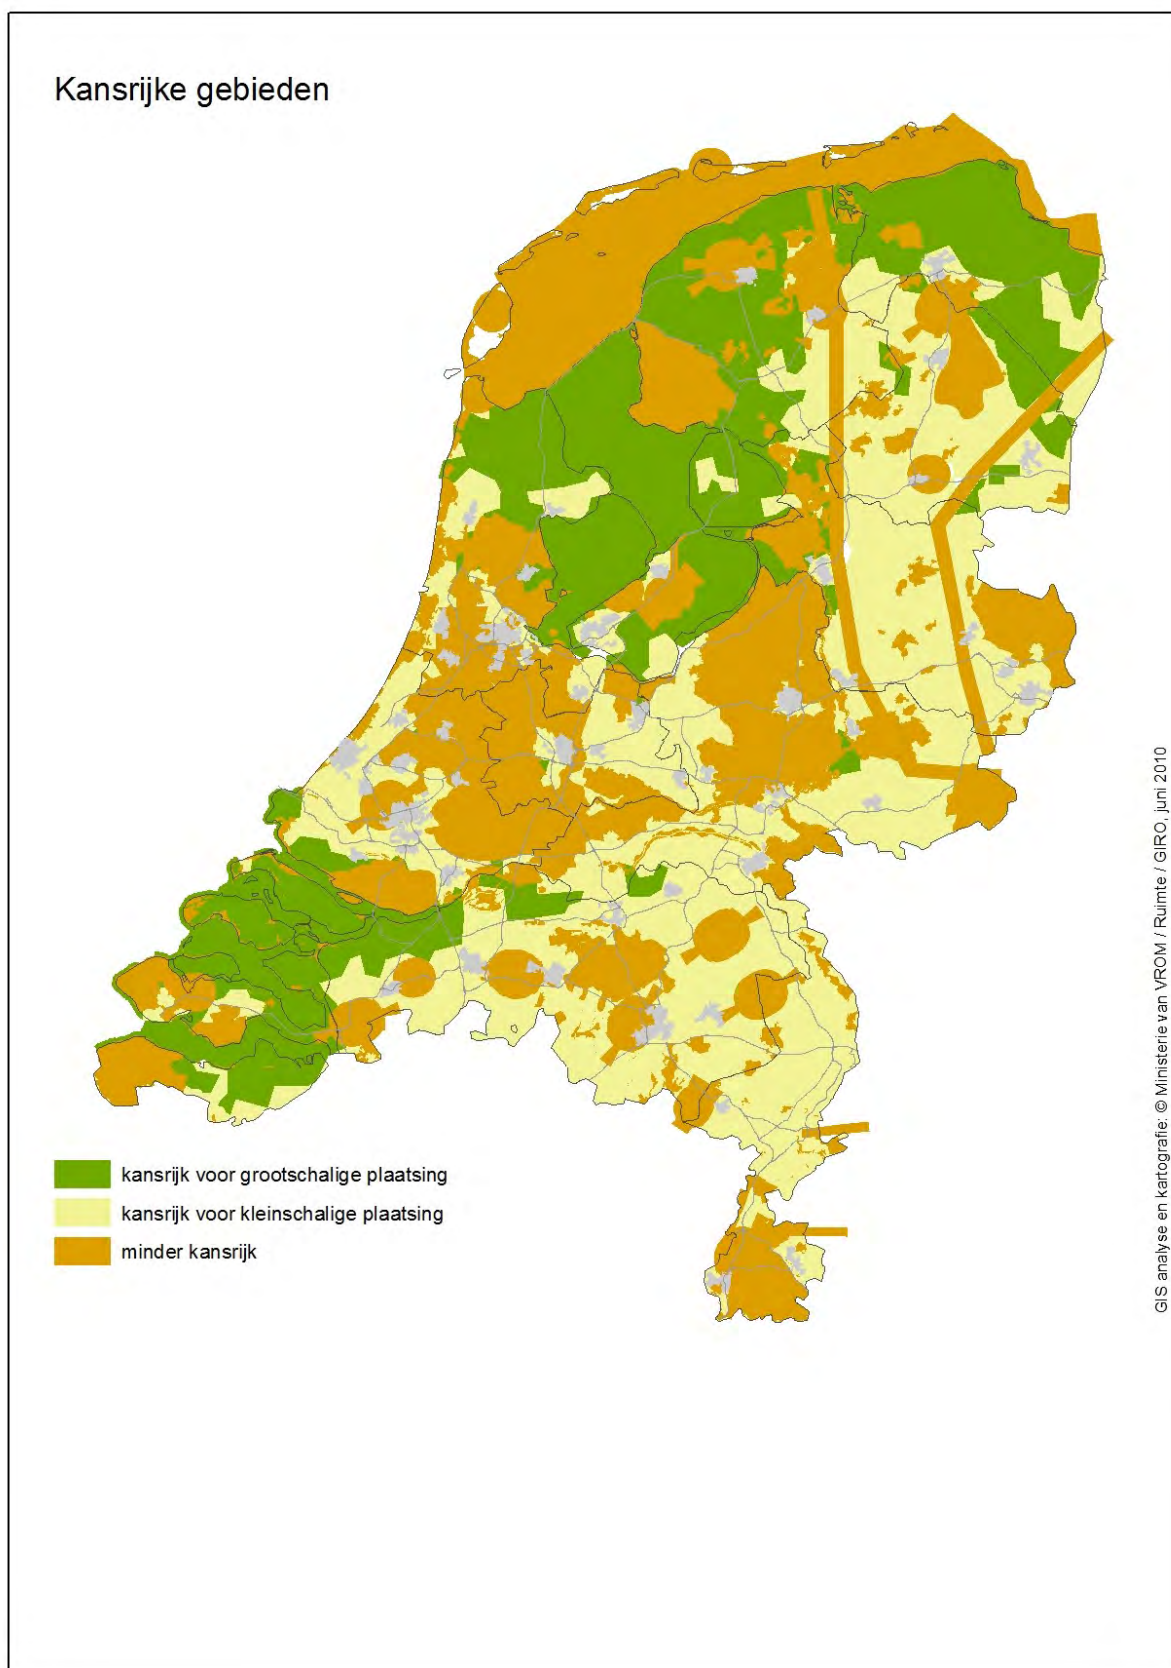 Kansrijke gebieden
kansrijk voor grootschalige plaatsing
kansrijk voor kleinschalige plaatsing
minder kansrijk
GIS analyse en kartografie: © Ministerie van VROM / Ruimte / GIRO, juni 2010